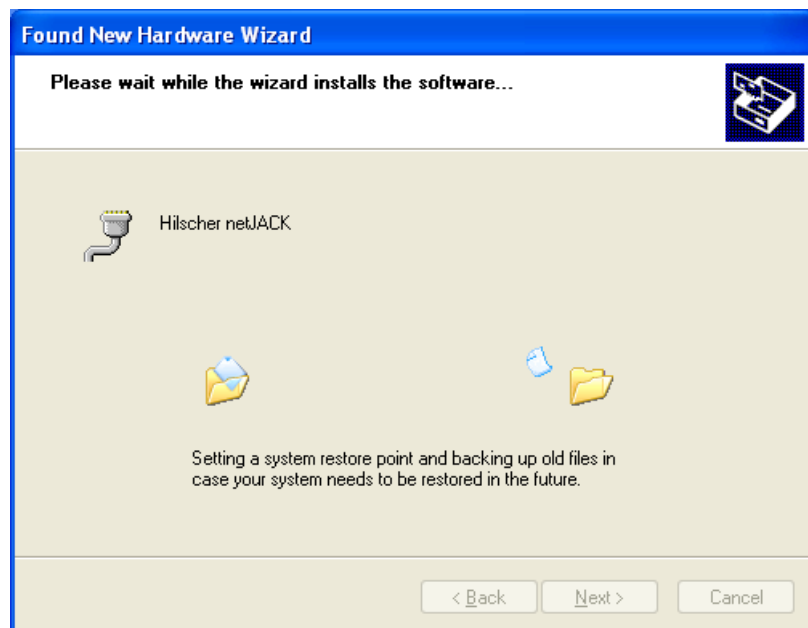 Found New Hardware Wizard
Please wait while the wizard installs the software...
Hilscher netJACK
Setting a system restore point and backing up old files in
case your system needs to be restored in the future.
< Back
Next >
Cancel